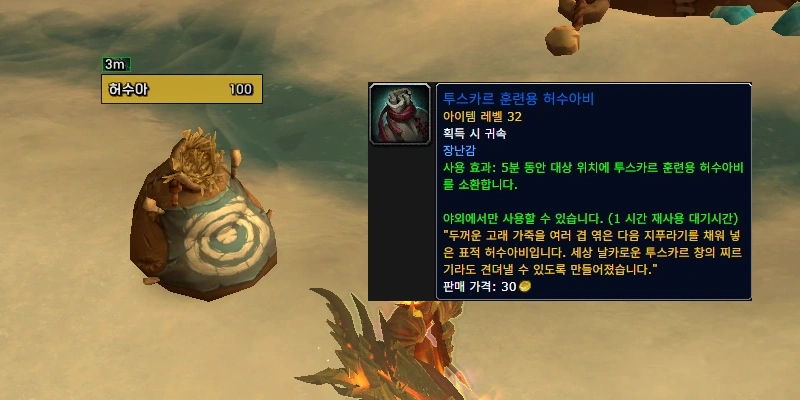 3m
허수아 100
투스카르 훈련용 허수아비
아이템 레벨 32
획득 시 귀속
장난감
사용 효과: 5분 동안 대상 위치에 투스카르 훈련용 허수아비
를 소환합니다.
야외에서만 사용할 수 있습니다. (1 시간 재사용 대기시간)
"두꺼운 고래 가죽을 여러 겹 엮은 다음 지푸라기를 채워 넣
은 표적 허수아비입니다. 세상 날카로운 투스카르 창의 찌르
기라도 견뎌낼 수 있도록 만들어졌습니다."
판매 가격: 30